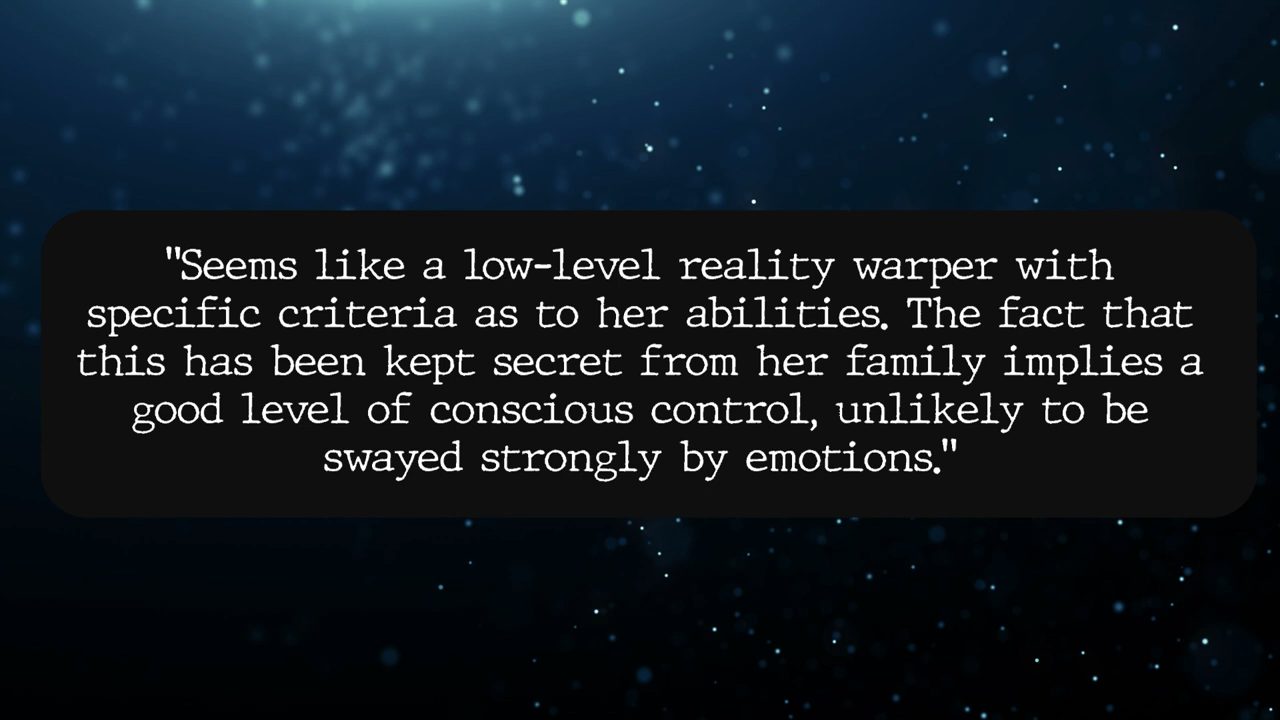 "Seems like a low-level reality warper with
specific criteria as to her abilities. The fact that
this has been kept secret from her family implies a
good level of conscious control, unlikely to be
swayed strongly by emotions."